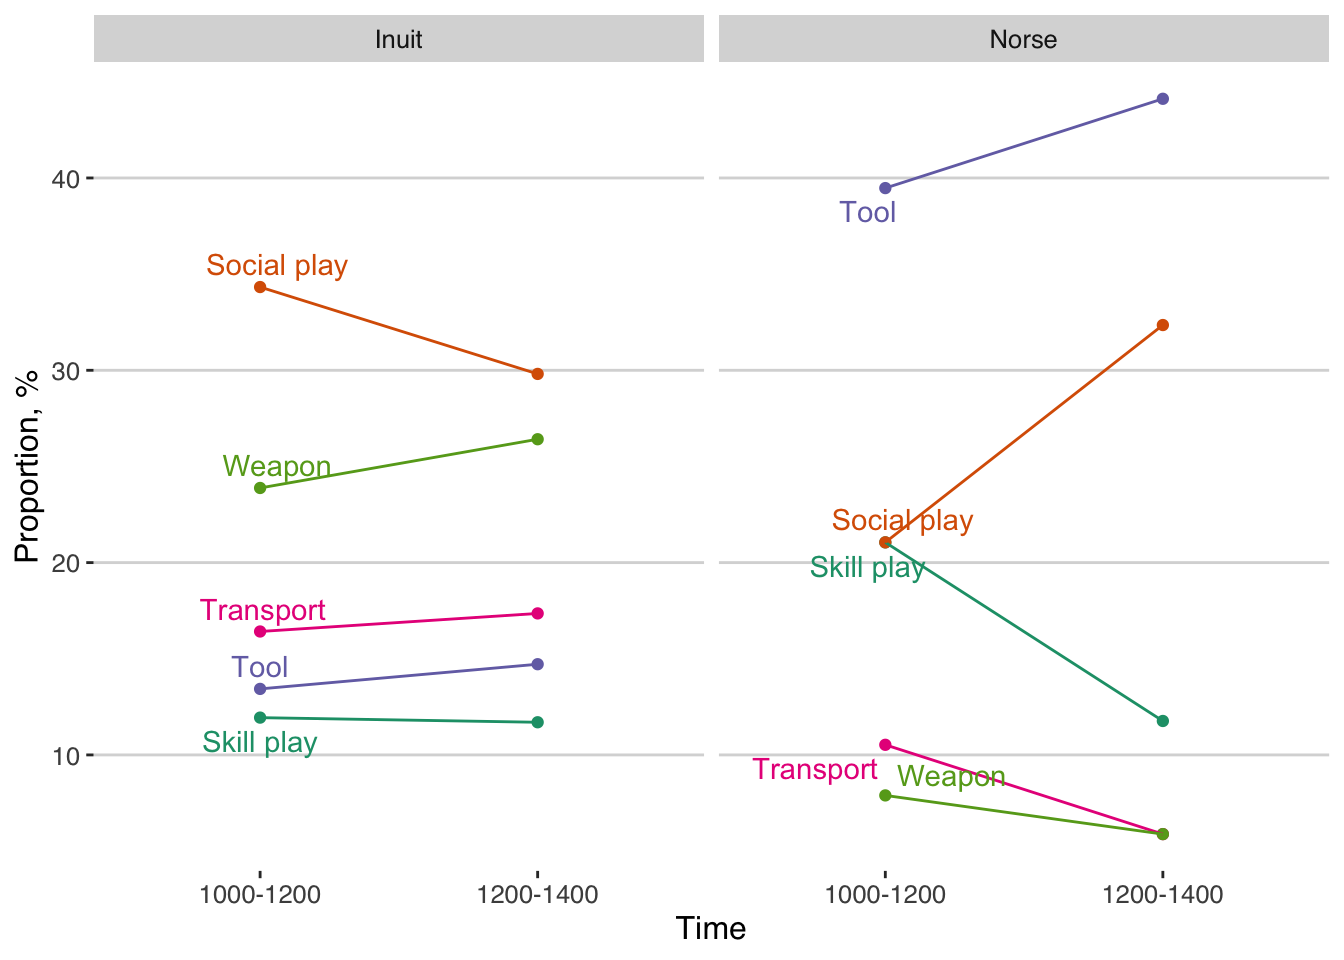 Inuit
Norse
Proportion, %
40
30
20
10
Social play
Weapon
Transport
Tool
Skill play
Tool
Social play
Skill play
Transport
Weapon
1000-1200
1200-1400
1000-1200
1200-1400
Time